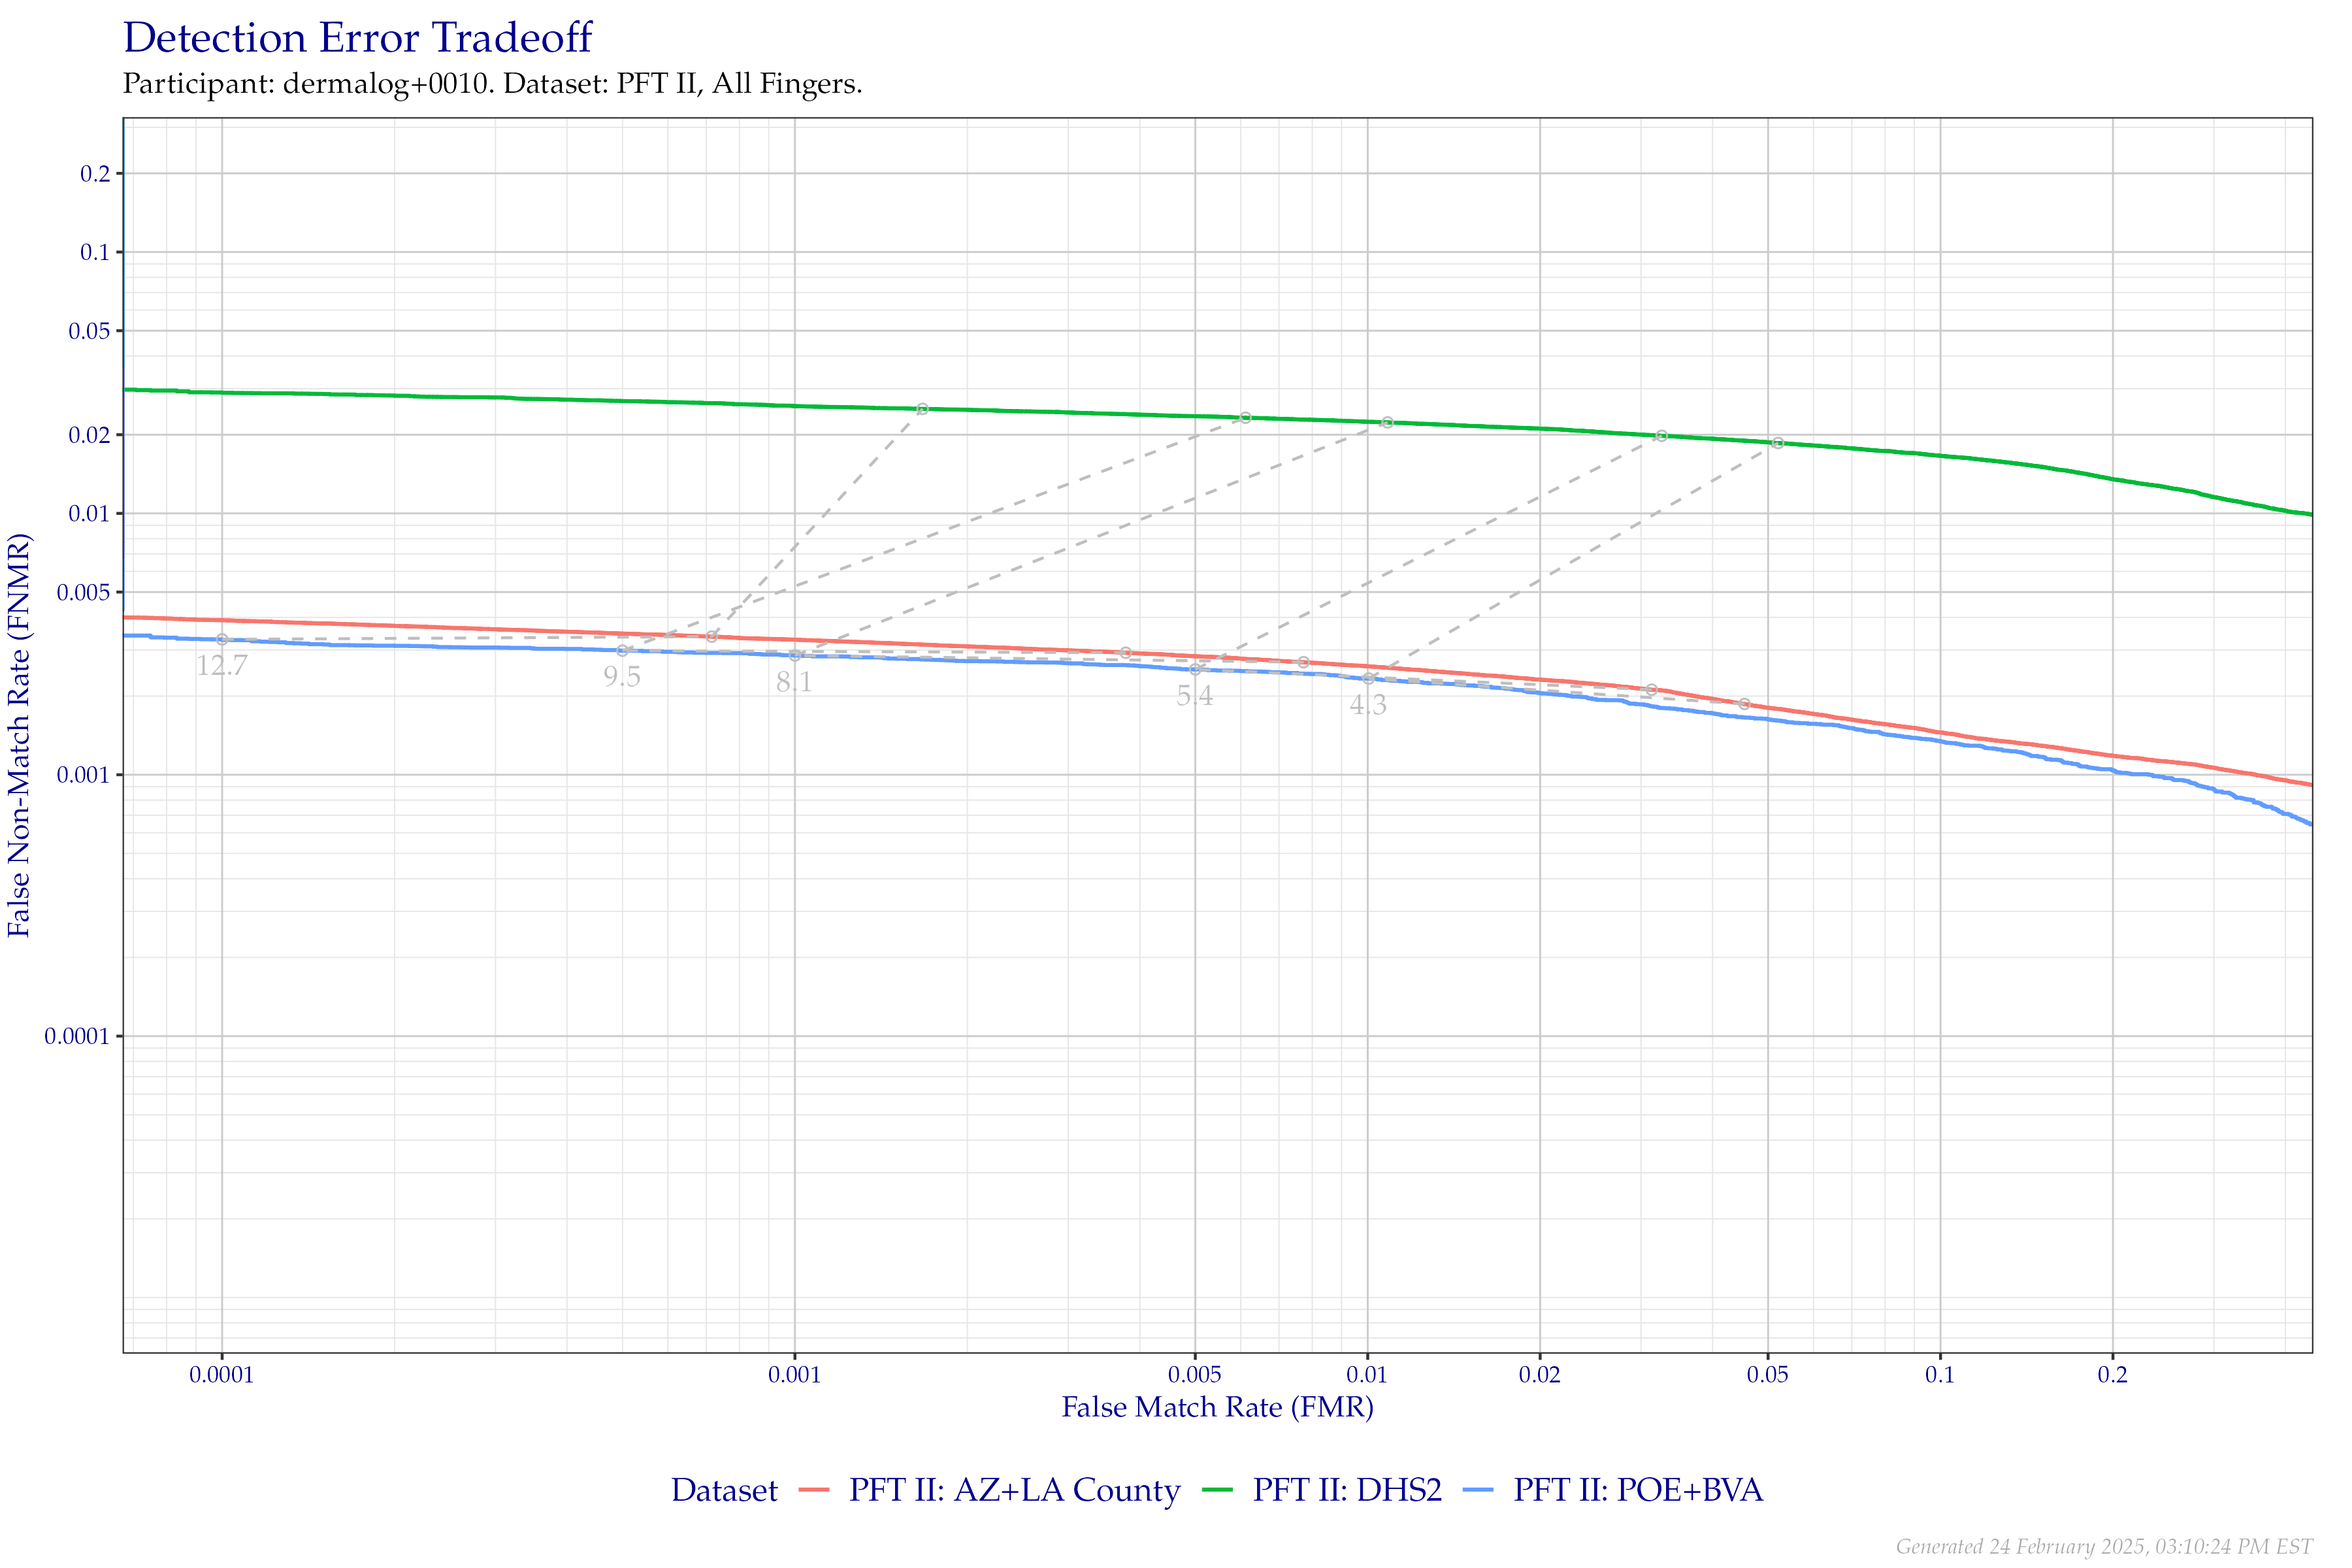 Detection Error Tradeoff
Participant: dermalog+0010. Dataset: PFT II, All Fingers.
False Non-Match Rate (FNMR)
0.2
0.1
0.05
0.02
0.01
0.005
0.001
0.0001
12.7
9.5
8.1
5.4
4.3
0.0001 0.001 0.005 0.01 0.02 0.05 0.1 0.2
False Match Rate (FMR)
Dataset PFT II: AZ+LA County PFT II: DHS2 PFT II: POE+BVA
Generated 24 February 2025, 03:10:24 PM EST